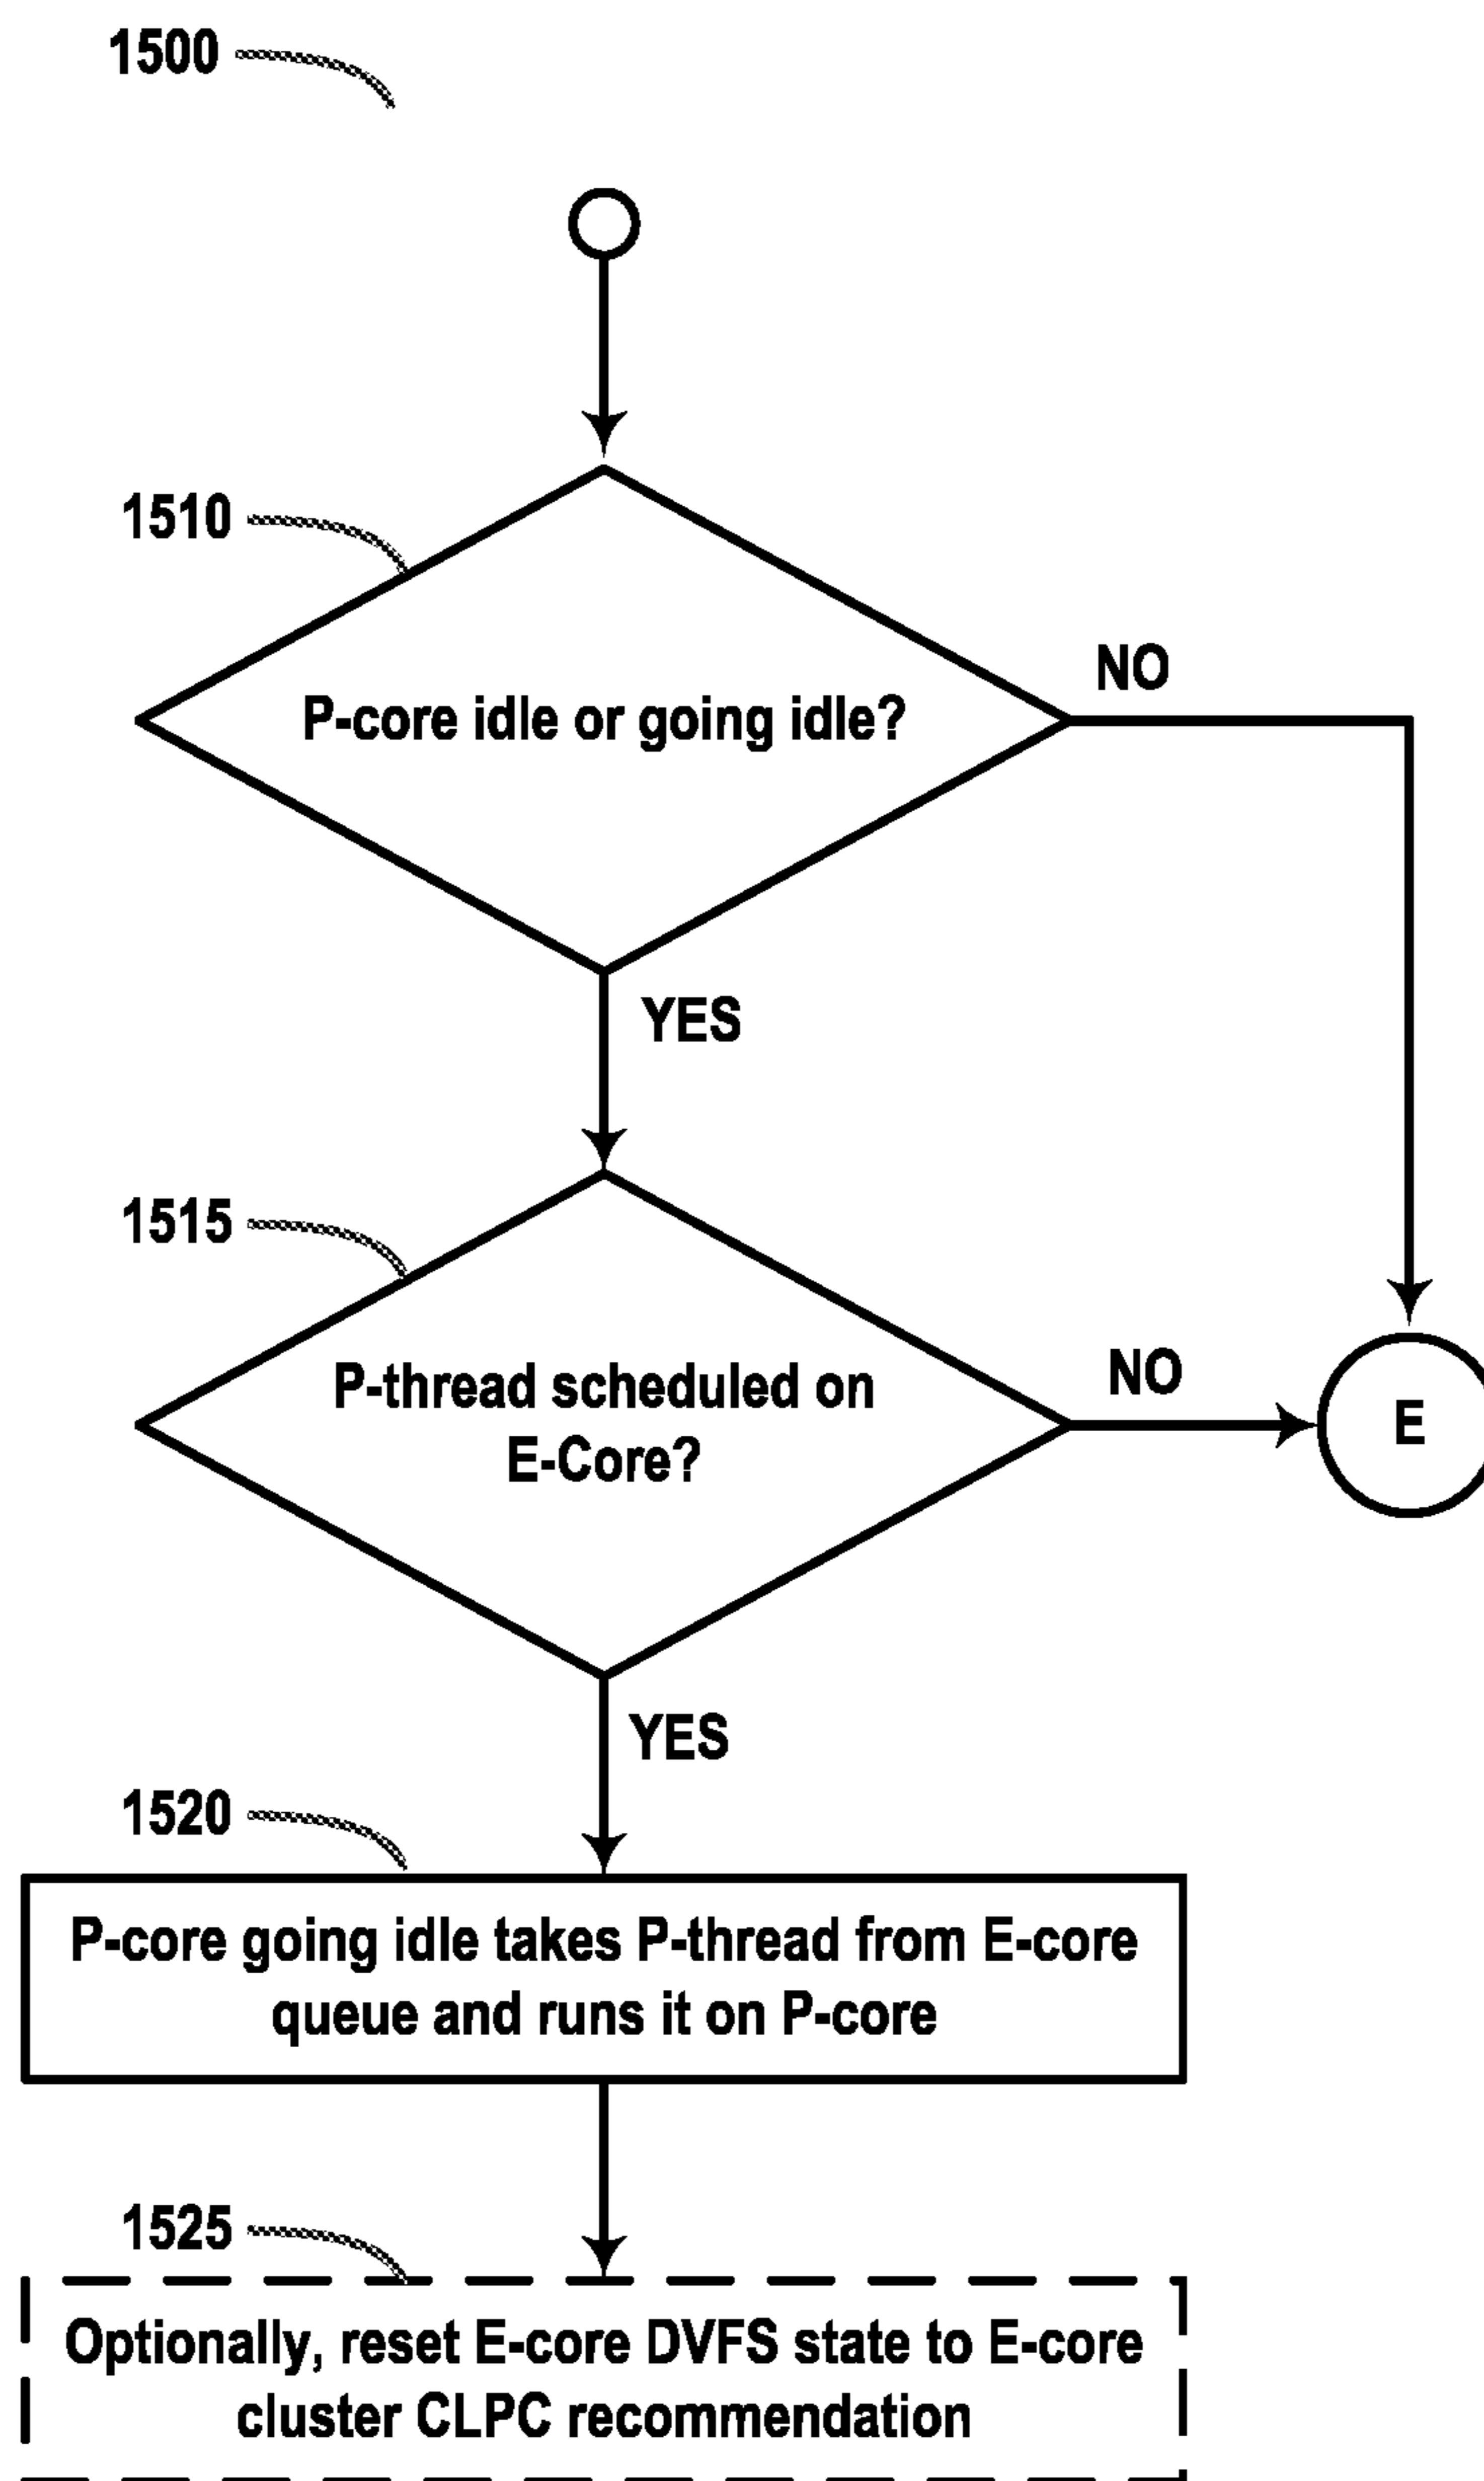 1500
1510
P-core idle or going idle?
NO
YES
1515
P-thread scheduled on
E-Core?
NO
E
YES
1520
P-core going idle takes P-thread from E-core
queue and runs it on P-core
1525
Optionally, reset E-core DVFS state to E-core
cluster CLPC recommendation